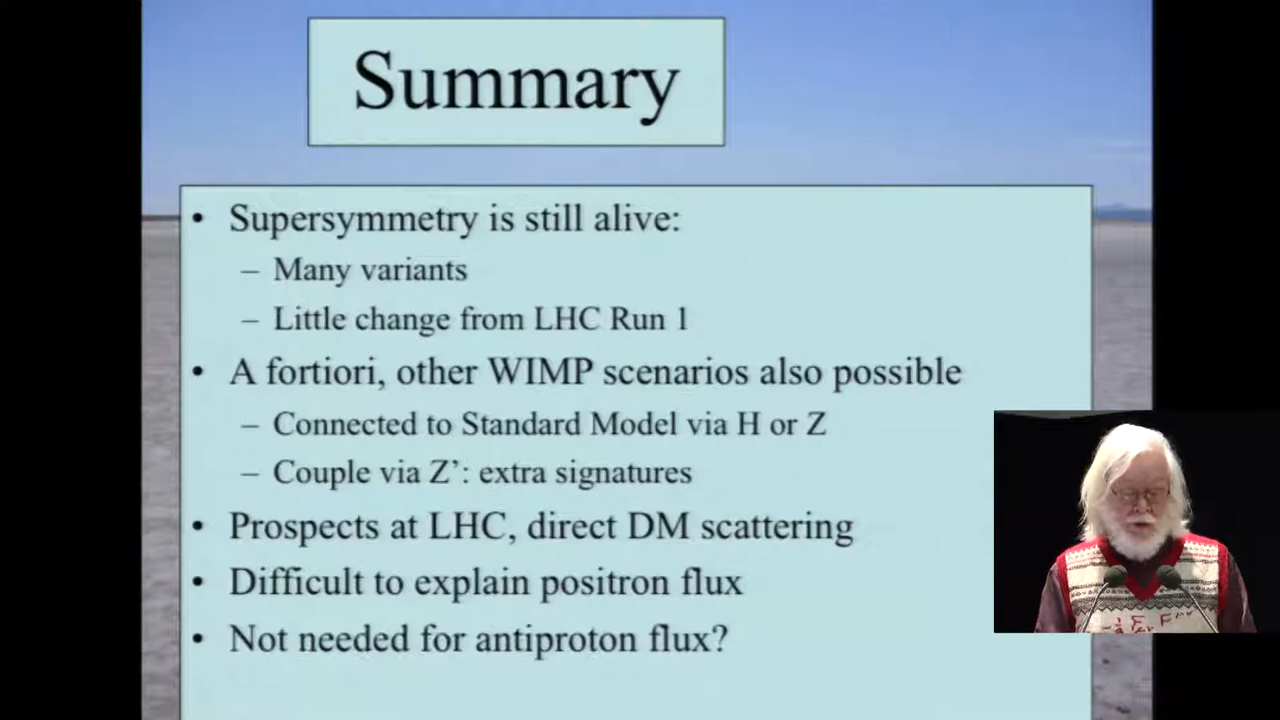 Summary
• Supersymmetry is still alive:
– Many variants
– Little change from LHC Run 1
• A fortiori, other WIMP scenarios also possible
– Connected to Standard Model via H or Z
– Couple via Z’: extra signatures
• Prospects at LHC, direct DM scattering
• Difficult to explain positron flux
• Not needed for antiproton flux?